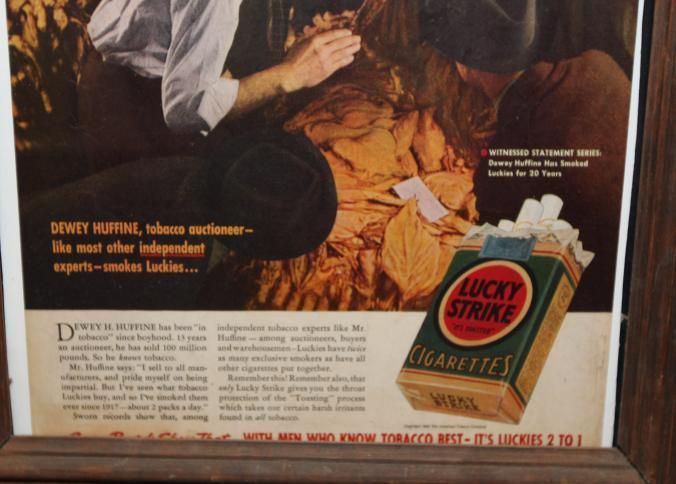 WITNESSED STATEMENT SERIES:
Dewey Huffine Has Smoked
Luckies for 20 Years
DEWEY HUFFINE, tobacco auctioneer—
like most other independent
experts—smokes Luckies...
LUCKY
STRIKE
"IT'S TOASTED"
CIGARETTES
LUCKY
STRIKE
DEWEY H. HUFFINE has been "in
tobacco" since boyhood. 13 years
an auctioneer, he has sold 100 million
pounds. So he knows tobacco.
Mr. Huffine says: "I sell to all man-
ufacturers, and pride myself on being
impartial. But I've seen what tobacco
Luckies buy, and so I've smoked them
ever since 1917—about 2 packs a day."
Sworn records show that, among
independent tobacco experts like Mr.
Huffine—among auctioneers, buyers
and warehousemen—Luckies have twice
as many exclusive smokers as have all
other cigarettes put together.
Remember this! Remember also, that
only Lucky Strike gives you the throat
protection of the "Toasting" process
which takes out certain harsh irritants
found in all tobacco.
WITH MEN WHO KNOW TOBACCO BEST-IT'S LUCKIES 2 TO 1